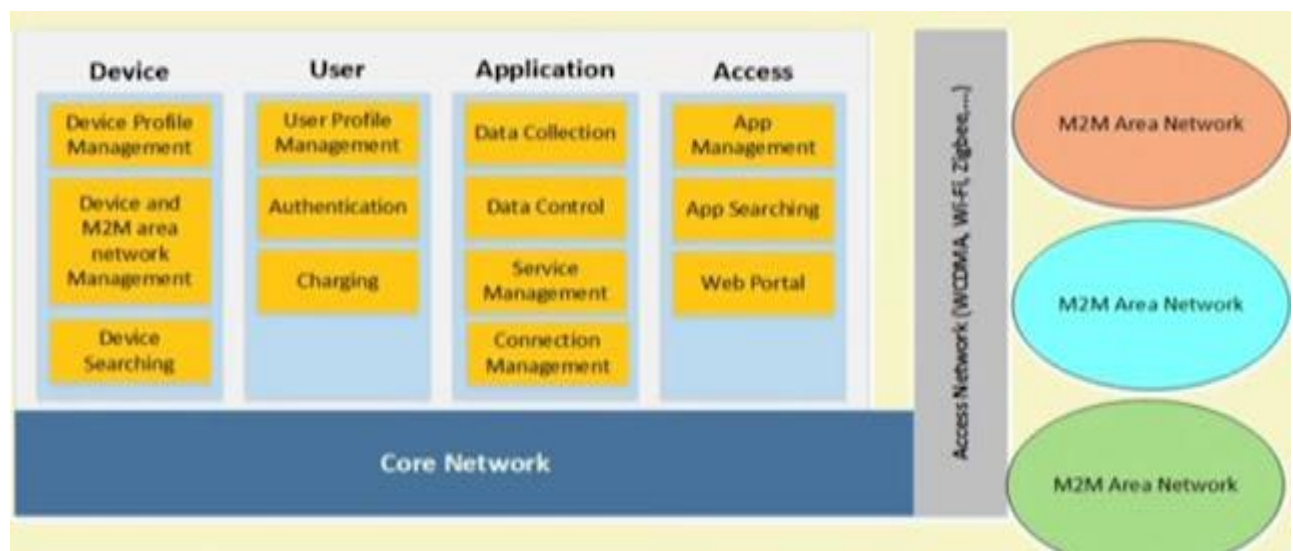 Device
Device Profile
Management
Device and
M2M area
network
Management
Device
Searching
User
User Profile
Management
Authentication
Charging
Application
Data Collection
Data Control
Service
Management
Connection
Management
Access
App
Management
App Searching
Web Portal
Core Network
Access Network (WCDMA, Wi-Fi, Zigbee,...)
M2M Area Network
M2M Area Network
M2M Area Network